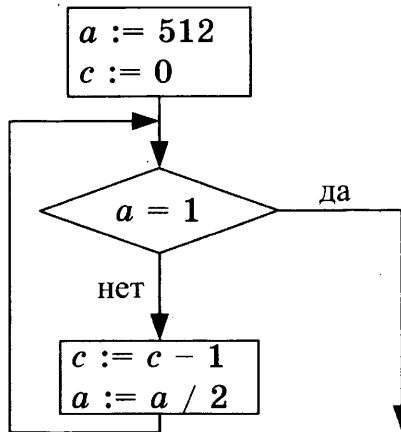 a := 512
c := 0
a = 1
да
нет
c := c – 1
a := a / 2